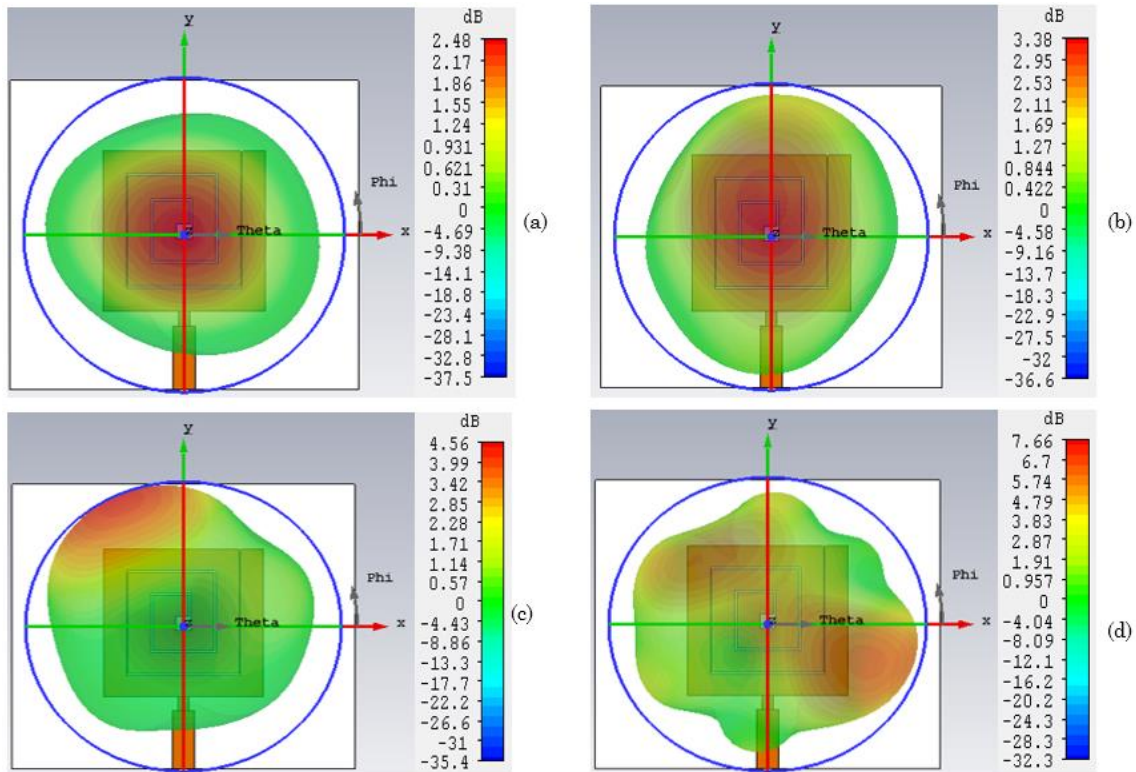 dB
y
2.48
2.17
1.86
1.55
1.24
0.931
0.621
0.31
0
-4.69
-9.38
-14.1
-18.8
-23.4
-28.1
-32.8
-37.5
Phi
Theta
x
z
(a)
dB
y
3.38
2.95
2.53
2.11
1.69
1.27
0.844
0.422
0
-4.58
-9.16
-13.7
-18.3
-22.9
-27.5
-32
-36.6
Phi
Theta
x
z
(b)
dB
y
4.56
3.99
3.42
2.85
2.28
1.71
1.14
0.57
0
-4.43
-8.86
-13.3
-17.7
-22.2
-26.6
-31
-35.4
Phi
Theta
x
z
(c)
dB
y
7.66
6.7
5.74
4.79
3.83
2.87
1.91
0.957
0
-4.04
-8.09
-12.1
-16.2
-20.2
-24.3
-28.3
-32.3
Phi
Theta
x
z
(d)